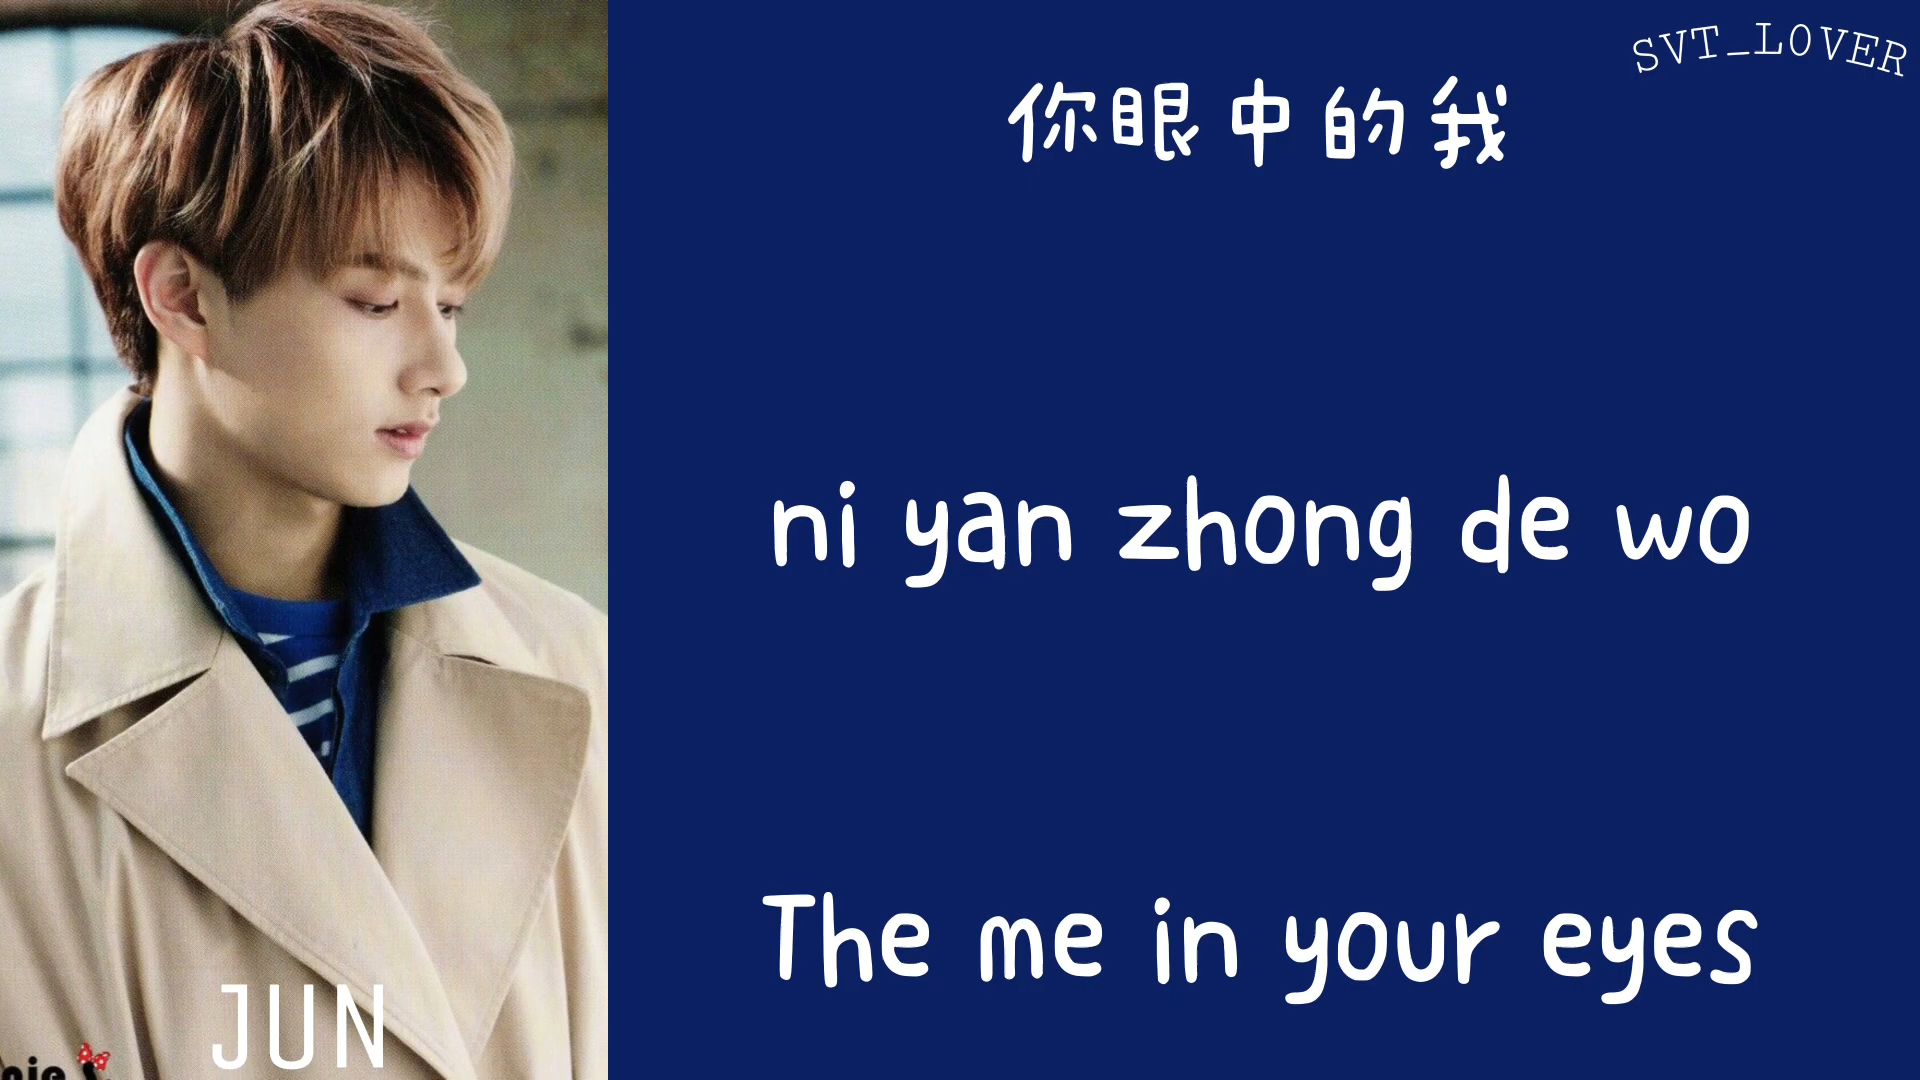 SVT_LOVER
你眼中的我
ni yan zhong de wo
The me in your eyes
JUN